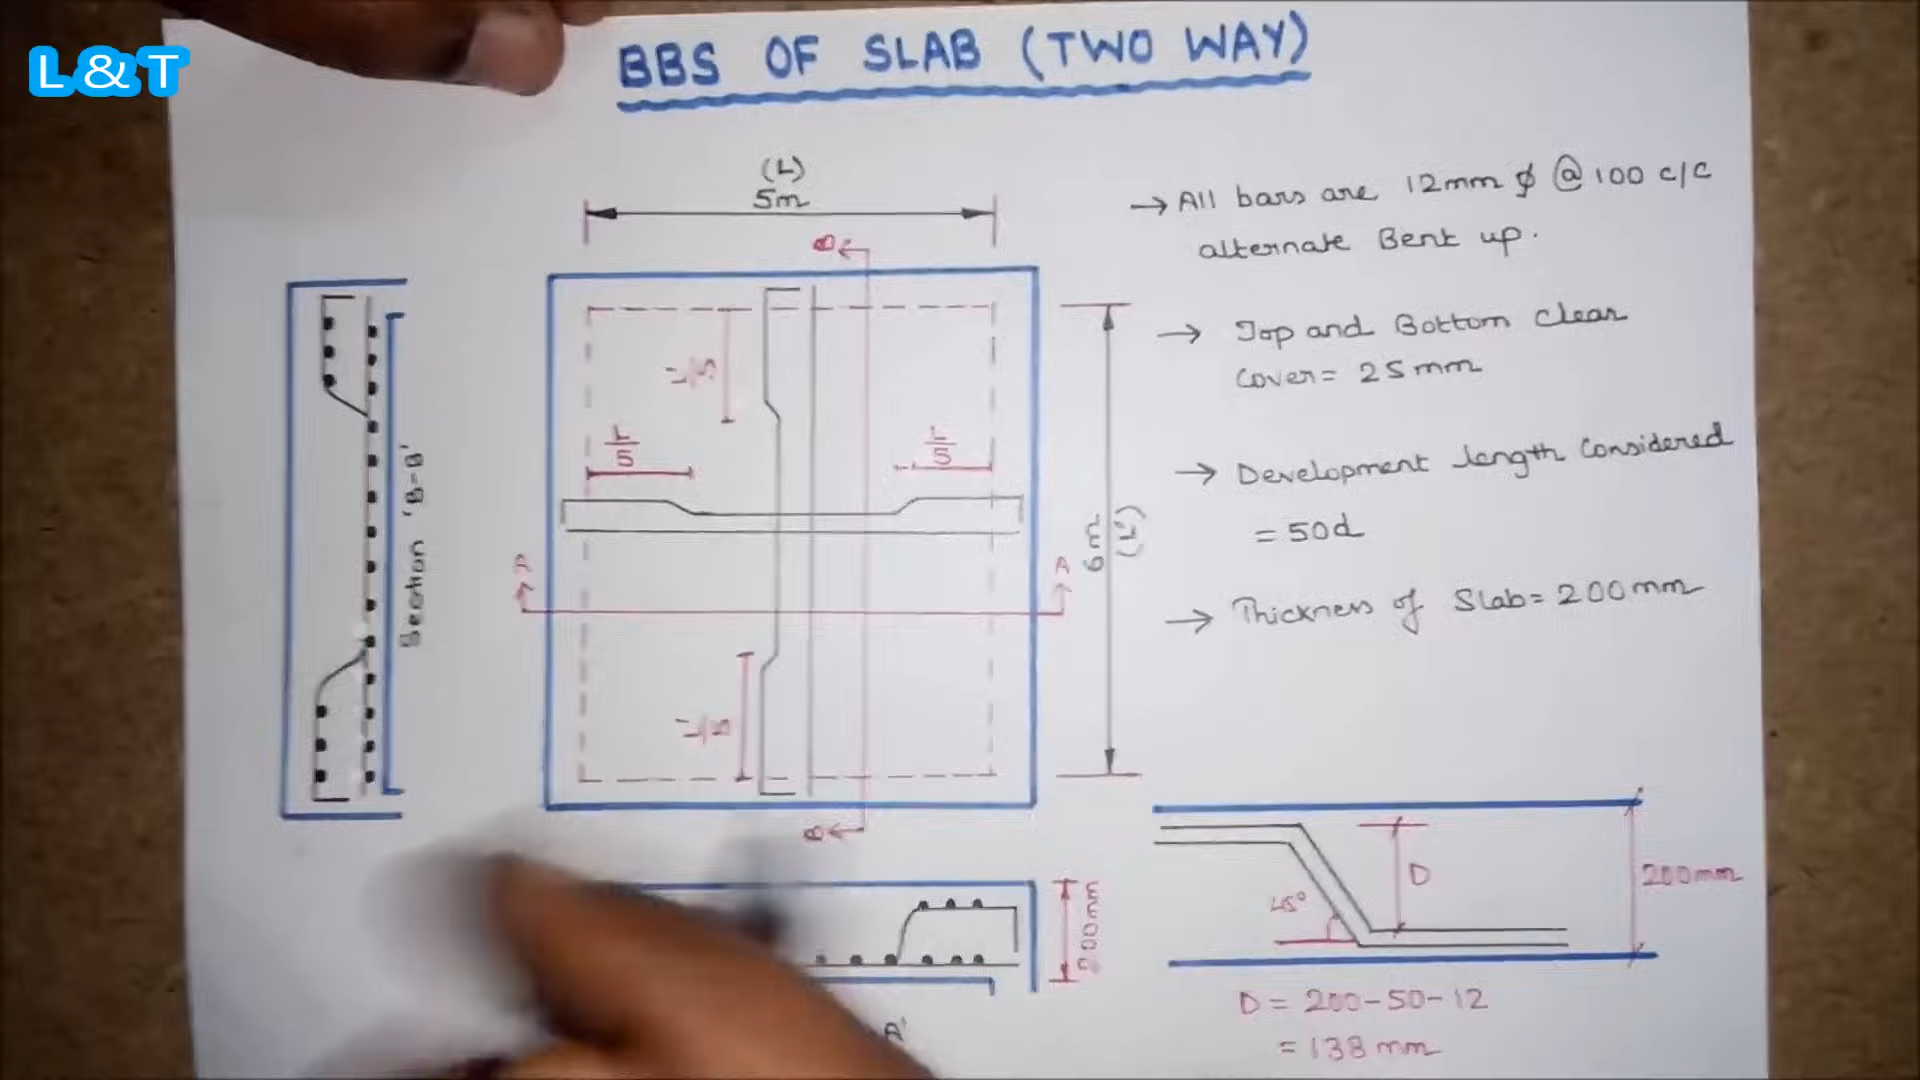 L&T
BBS OF SLAB (TWO WAY)
(L)
5m
B
→ All bars are 12mm ϕ @ 100 c/c
alternate Bent up.
→ Top and Bottom clear
Cover = 25mm
→ Development length Considered
= 50d
→ Thickness of Slab = 200mm
L'/5
L/5
L/5
6m
(L')
A
A
L'/5
B
Section 'B-B'
200mm
A'
D
45°
200mm
D = 200-50-12
= 138 mm